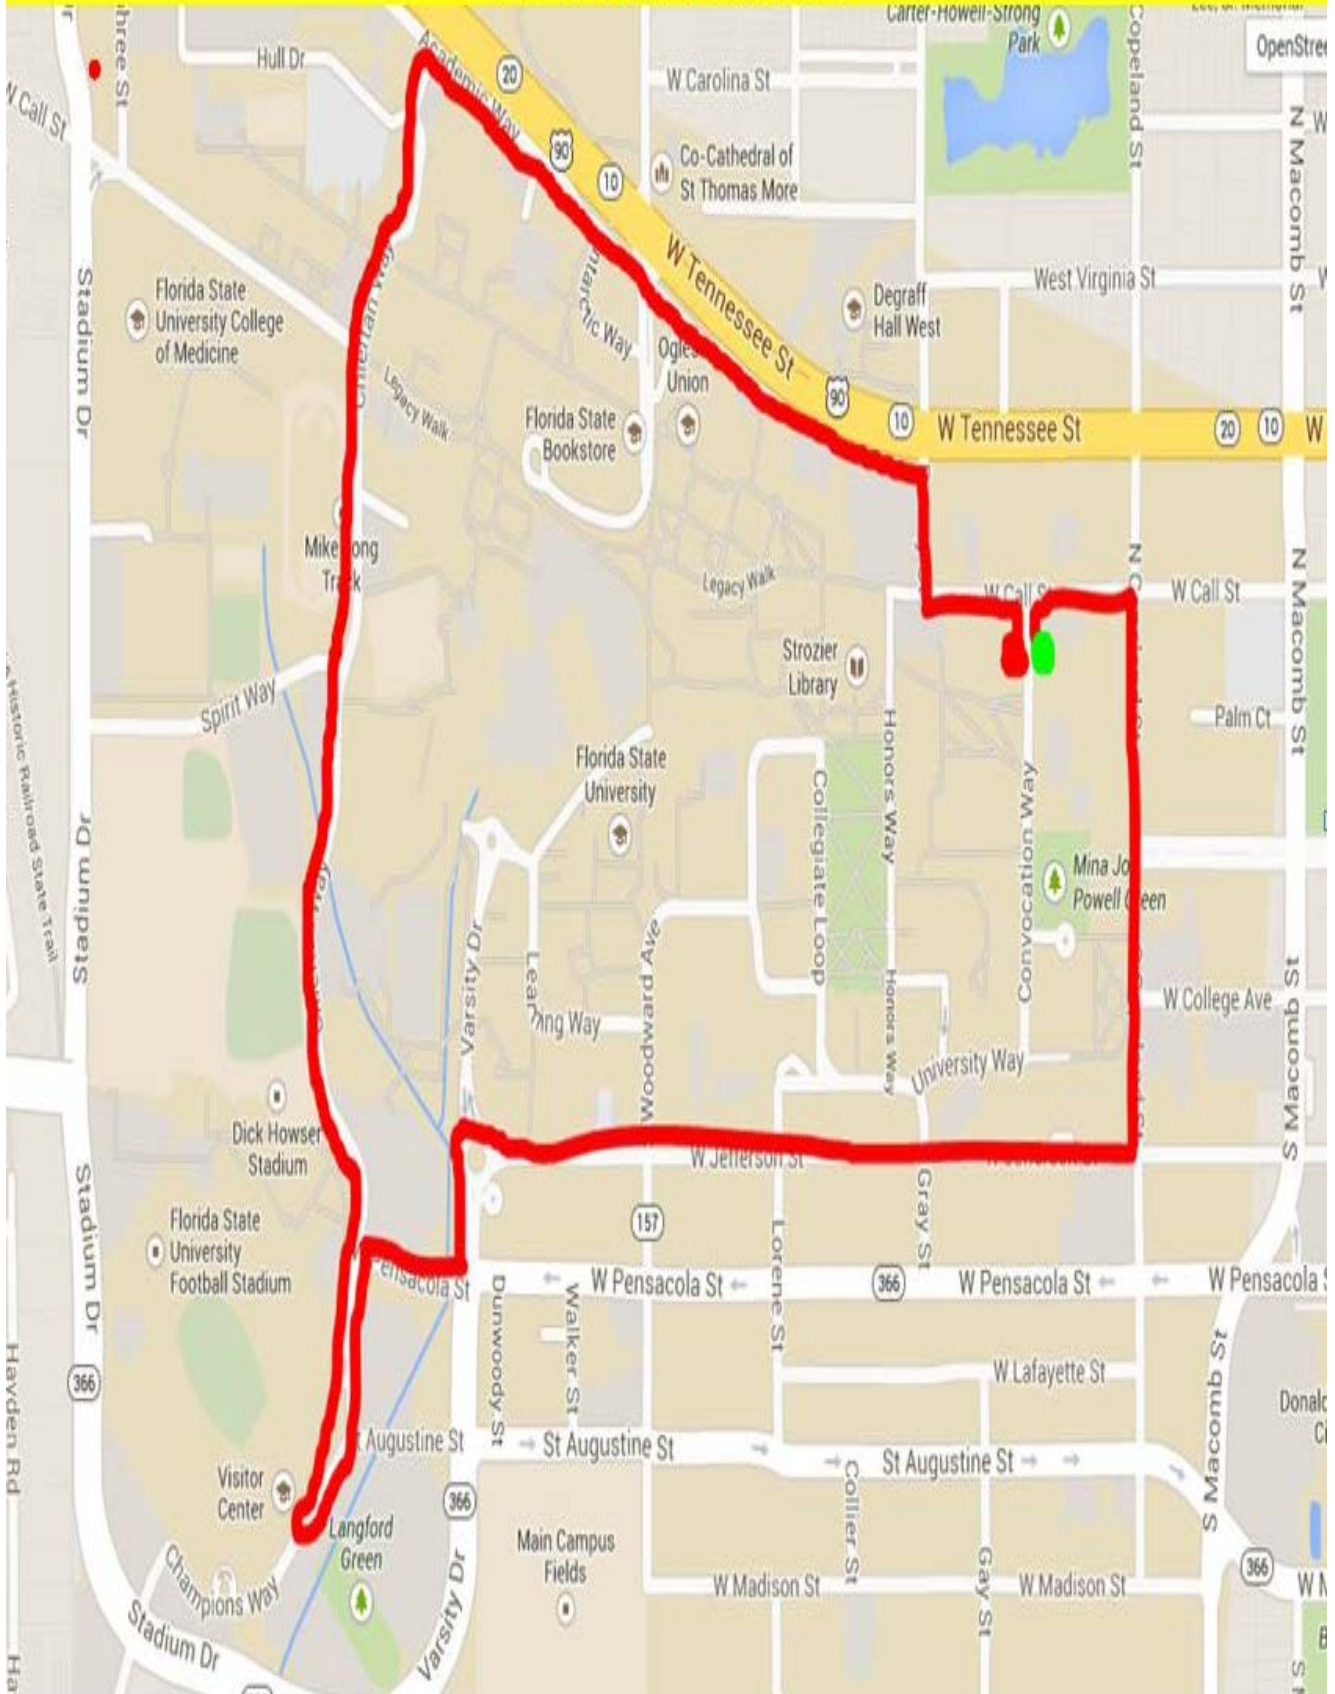 Carter-Howell-Strong
Park
OpenStree
Hull Dr
Academic Way
20
W Carolina St
Copeland St
N Macomb St
W Call St
90
10
Co-Cathedral of
St Thomas More
W Tennessee St
West Virginia St
Stadium Dr
Florida State
University College
of Medicine
Degraff
Hall West
Legacy Walk
Union
Florida State
Bookstore
90
10
W Tennessee St
20
10
W
Mike
Legacy Walk
W Call St
N Macomb St
Strozier
Library
Spirit Way
Palm Ct
Historic Railroad State Trail
Florida State
University
Honors Way
Collegiate Loop
Convocation Way
Stadium Dr
Mina Jo
Powell
Varsity Dr
Woodward Ave
Honors Way
W College Ave
University Way
S Macomb St
Dick Howser
Stadium
W Jefferson St
Stadium Dr
Florida State
University
Football Stadium
157
Gray St
Lorene St
Pensacola St
W Pensacola St
366
W Pensacola St
W Pensacola S
Dunwoody St
Walker St
Hayden Rd
366
W Lafayette St
S Macomb St
Augustine St
St Augustine St
St Augustine St
Visitor
Center
366
Collier St
Langford
Green
Main Campus
Fields
Champions Way
W Madison St
Gay St
W Madison St
366
W M
Stadium Dr
Varsity Dr